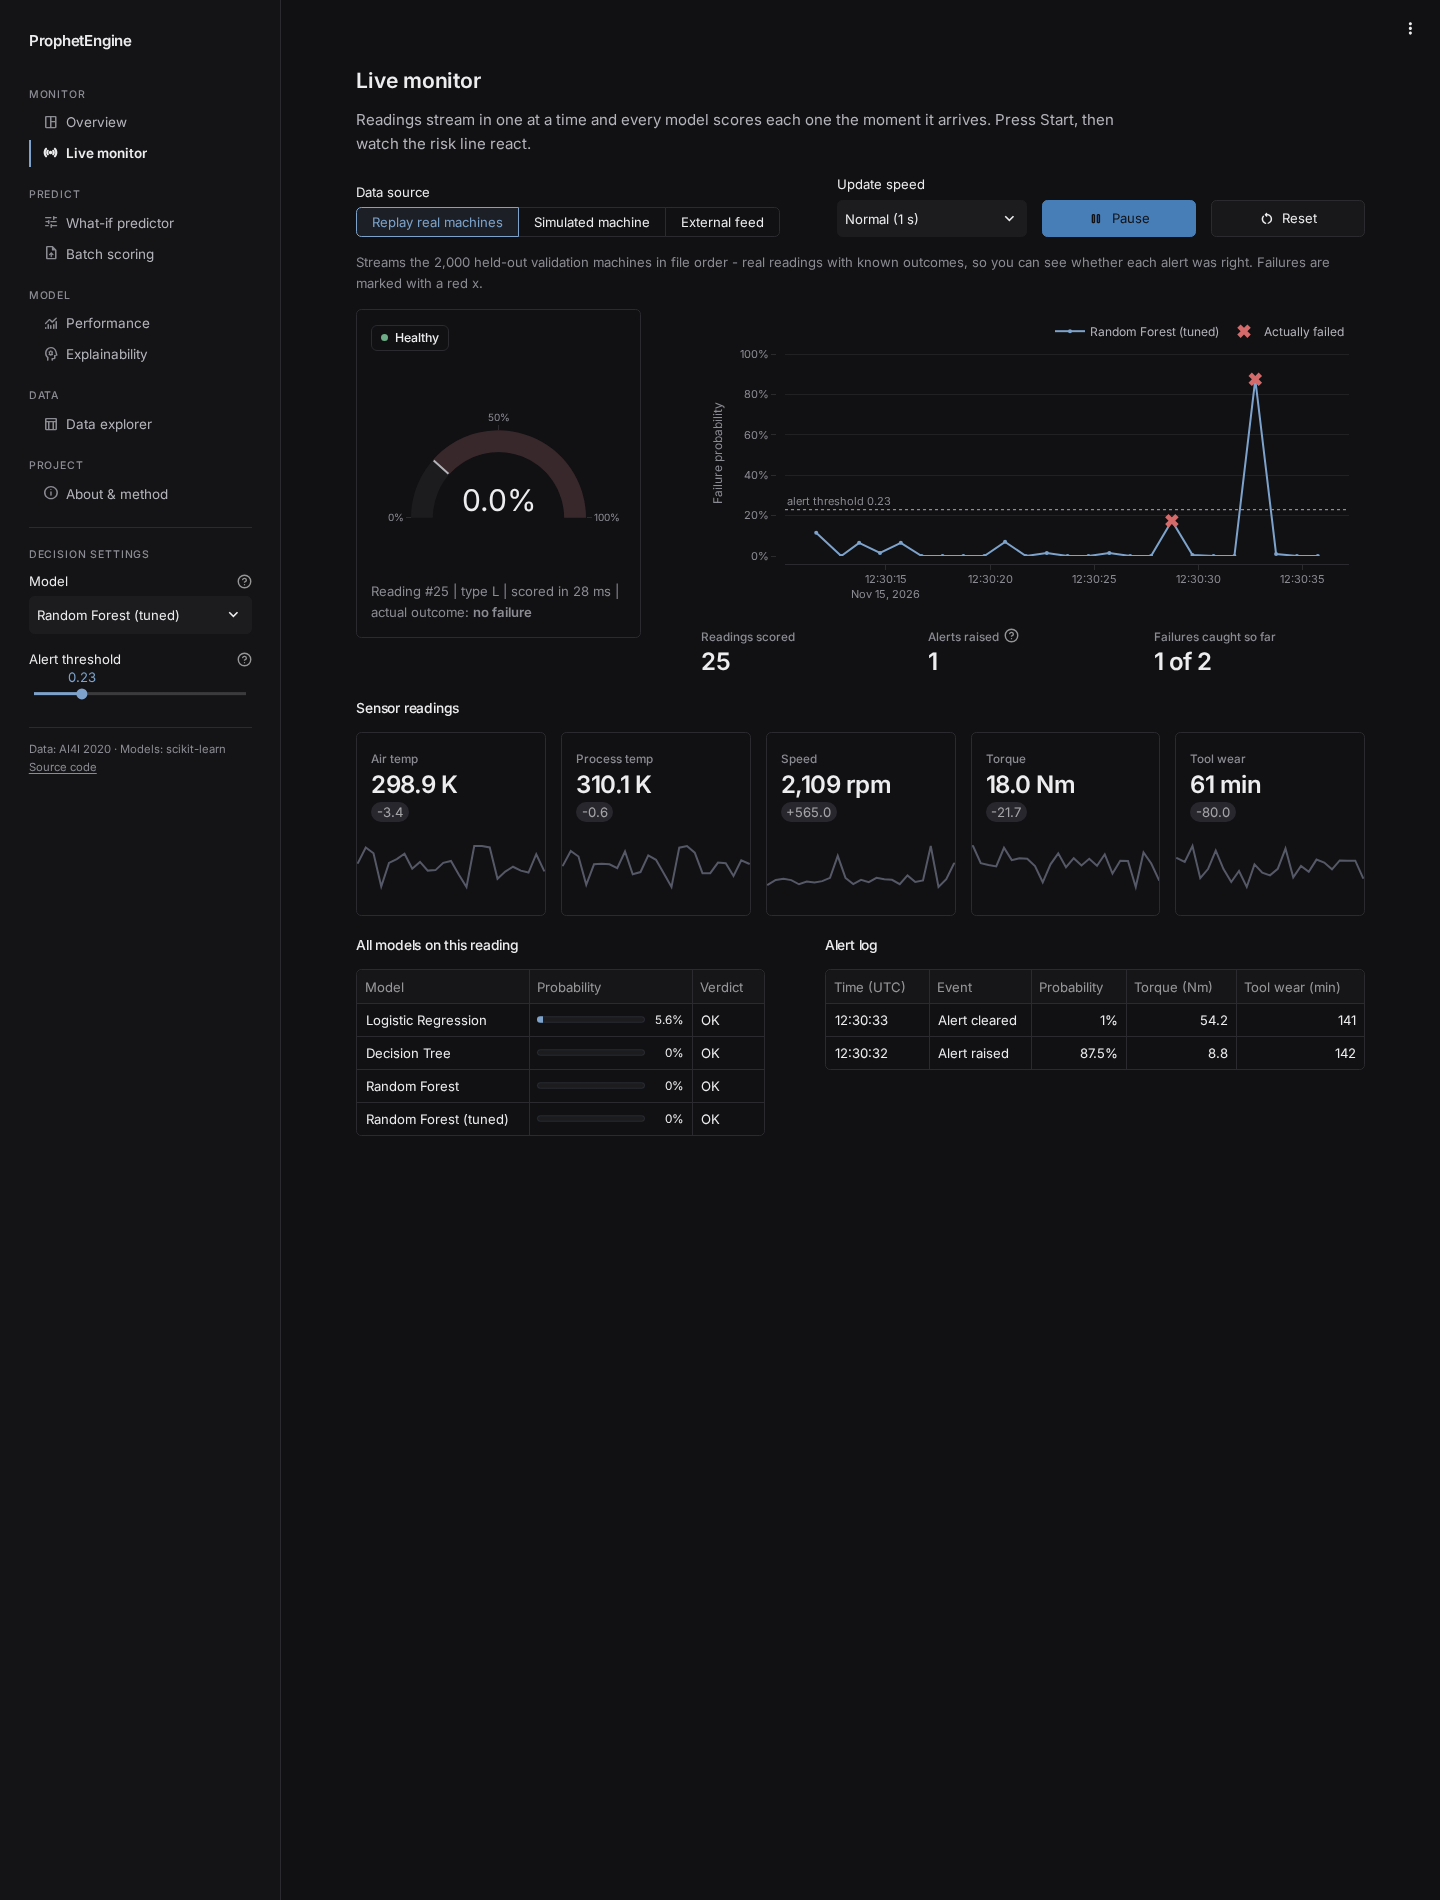 ProphetEngine
MONITOR
Overview
Live monitor
PREDICT
What-if predictor
Batch scoring
MODEL
Performance
Explainability
DATA
Data explorer
PROJECT
About & method
DECISION SETTINGS
Model
Random Forest (tuned)
Alert threshold
0.23
Data: AI4I 2020 · Models: scikit-learn
Source code
Live monitor
Readings stream in one at a time and every model scores each one the moment it arrives. Press Start, then
watch the risk line react.
Data source
Replay real machines
Simulated machine
External feed
Update speed
Normal (1 s)
Pause
Reset
Streams the 2,000 held-out validation machines in file order - real readings with known outcomes, so you can see whether each alert was right. Failures are
marked with a red x.
Healthy
50%
0%
0.0%
100%
Reading #25 | type L | scored in 28 ms |
actual outcome: no failure
Random Forest (tuned)
Actually failed
Failure probability
100%
80%
60%
40%
20%
0%
alert threshold 0.23
12:30:15
Nov 15, 2026
12:30:20
12:30:25
12:30:30
12:30:35
Readings scored
25
Alerts raised
1
Failures caught so far
1 of 2
Sensor readings
Air temp
298.9 K
-3.4
Process temp
310.1 K
-0.6
Speed
2,109 rpm
+565.0
Torque
18.0 Nm
-21.7
Tool wear
61 min
-80.0
All models on this reading
Model Probability Verdict
Logistic Regression 5.6% OK
Decision Tree 0% OK
Random Forest 0% OK
Random Forest (tuned) 0% OK
Alert log
Time (UTC) Event Probability Torque (Nm) Tool wear (min)
12:30:33 Alert cleared 1% 54.2 141
12:30:32 Alert raised 87.5% 8.8 142